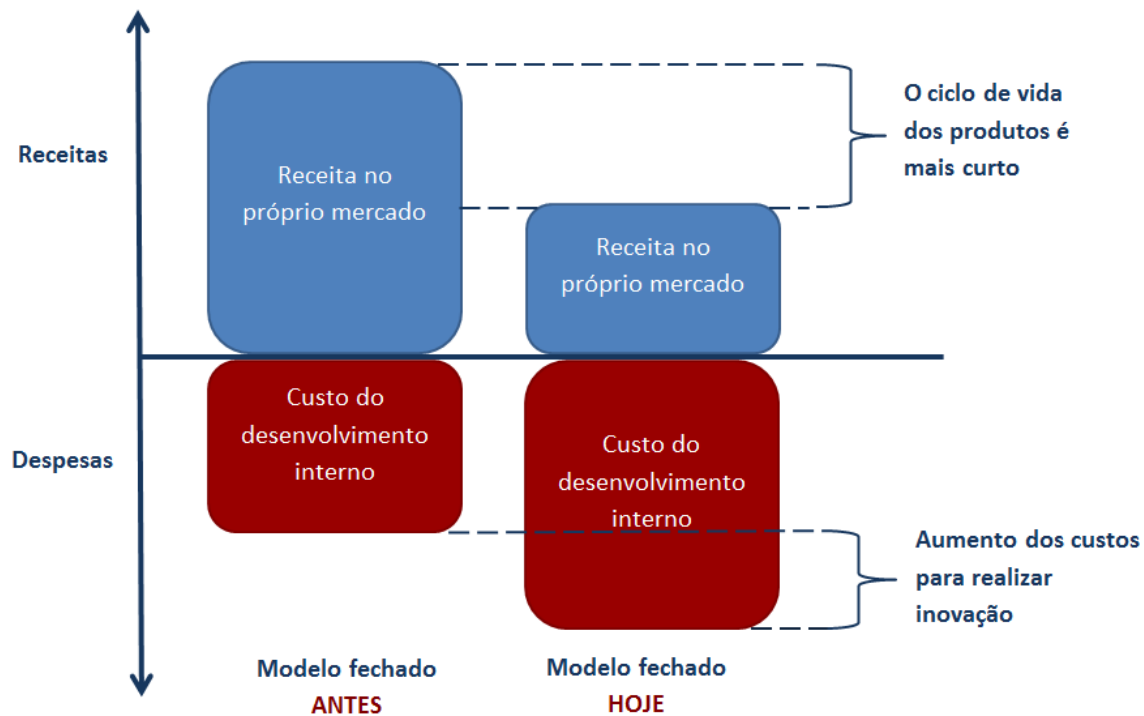 Receitas
Receita no
próprio mercado
O ciclo de vida
dos produtos é
mais curto
Receita no
próprio mercado
Despesas
Custo do
desenvolvimento
interno
Custo do
desenvolvimento
interno
Aumento dos custos
para realizar
inovação
Modelo fechado
ANTES
Modelo fechado
HOJE